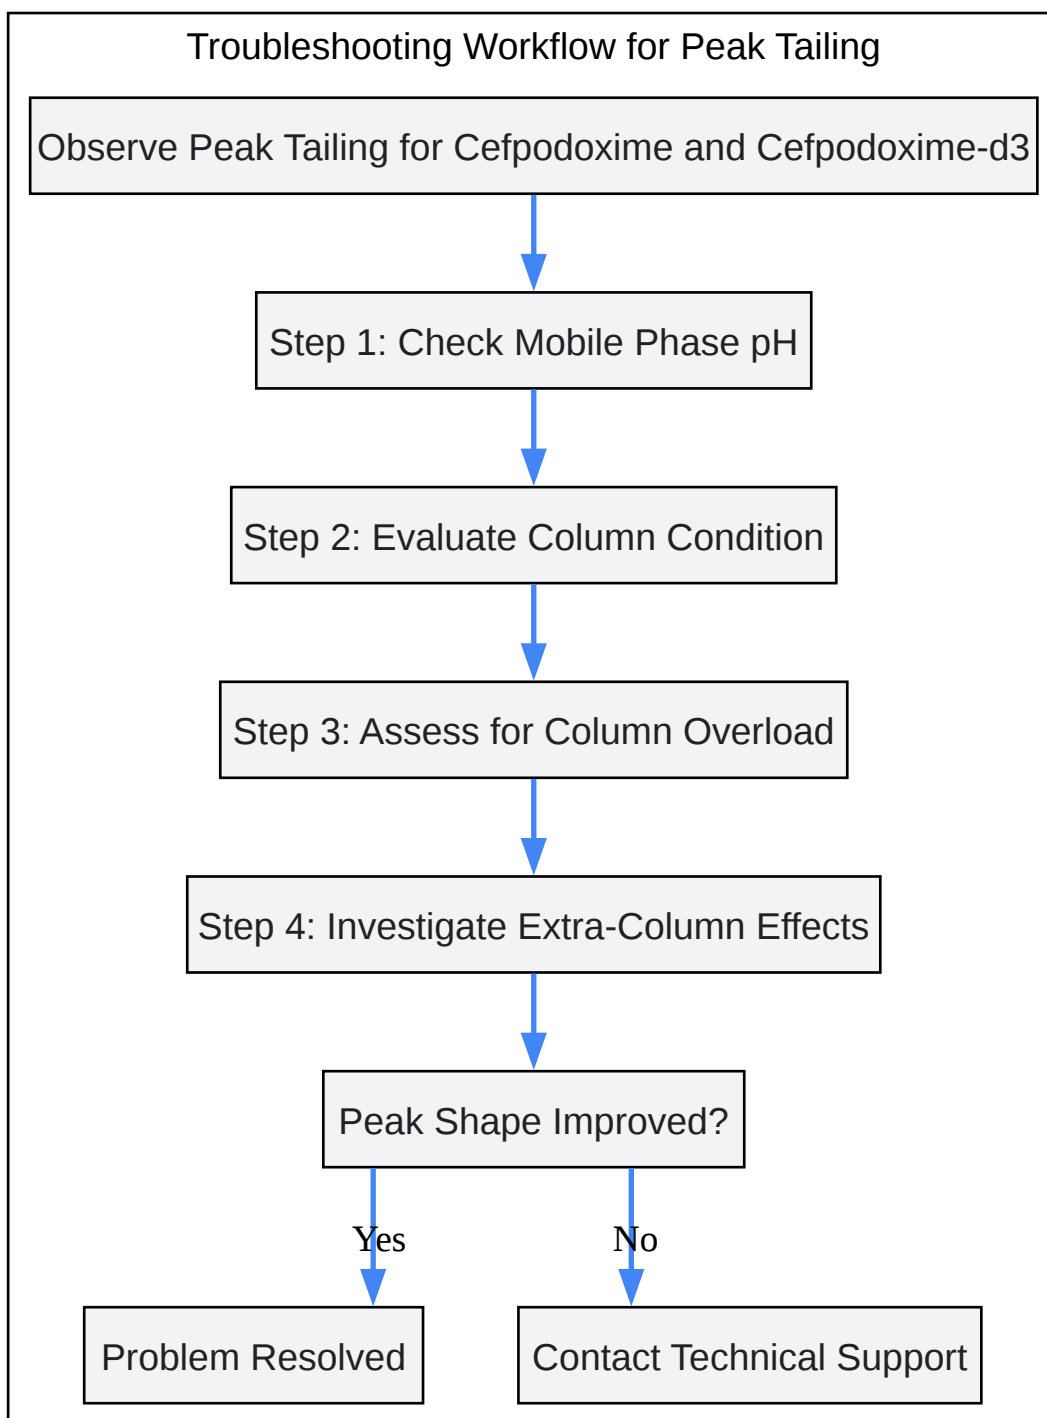 Troubleshooting Workflow for Peak Tailing
Observe Peak Tailing for Cefpodoxime and Cefpodoxime-d3
Step 1: Check Mobile Phase pH
Step 2: Evaluate Column Condition
Step 3: Assess for Column Overload
Step 4: Investigate Extra-Column Effects
Peak Shape Improved?
Yes
No
Problem Resolved
Contact Technical Support